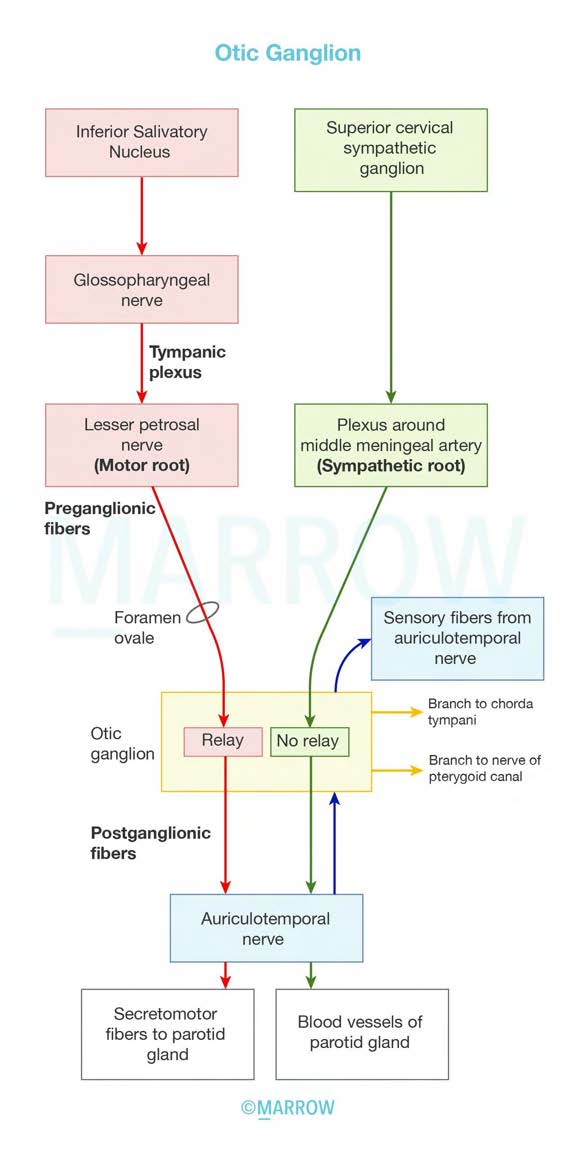 Otic Ganglion
Inferior Salivatory
Nucleus
Superior cervical
sympathetic
ganglion
Glossopharyngeal
nerve
Tympanic
plexus
Lesser petrosal
nerve
(Motor root)
Plexus around
middle meningeal artery
(Sympathetic root)
Preganglionic
fibers
MARROW
Foramen
ovale
Sensory fibers from
auriculotemporal
nerve
Otic
ganglion
Relay
No relay
Branch to chorda
tympani
Branch to nerve of
pterygoid canal
Postganglionic
fibers
Auriculotemporal
nerve
Secretomotor
fibers to parotid
gland
Blood vessels of
parotid gland
©MARROW